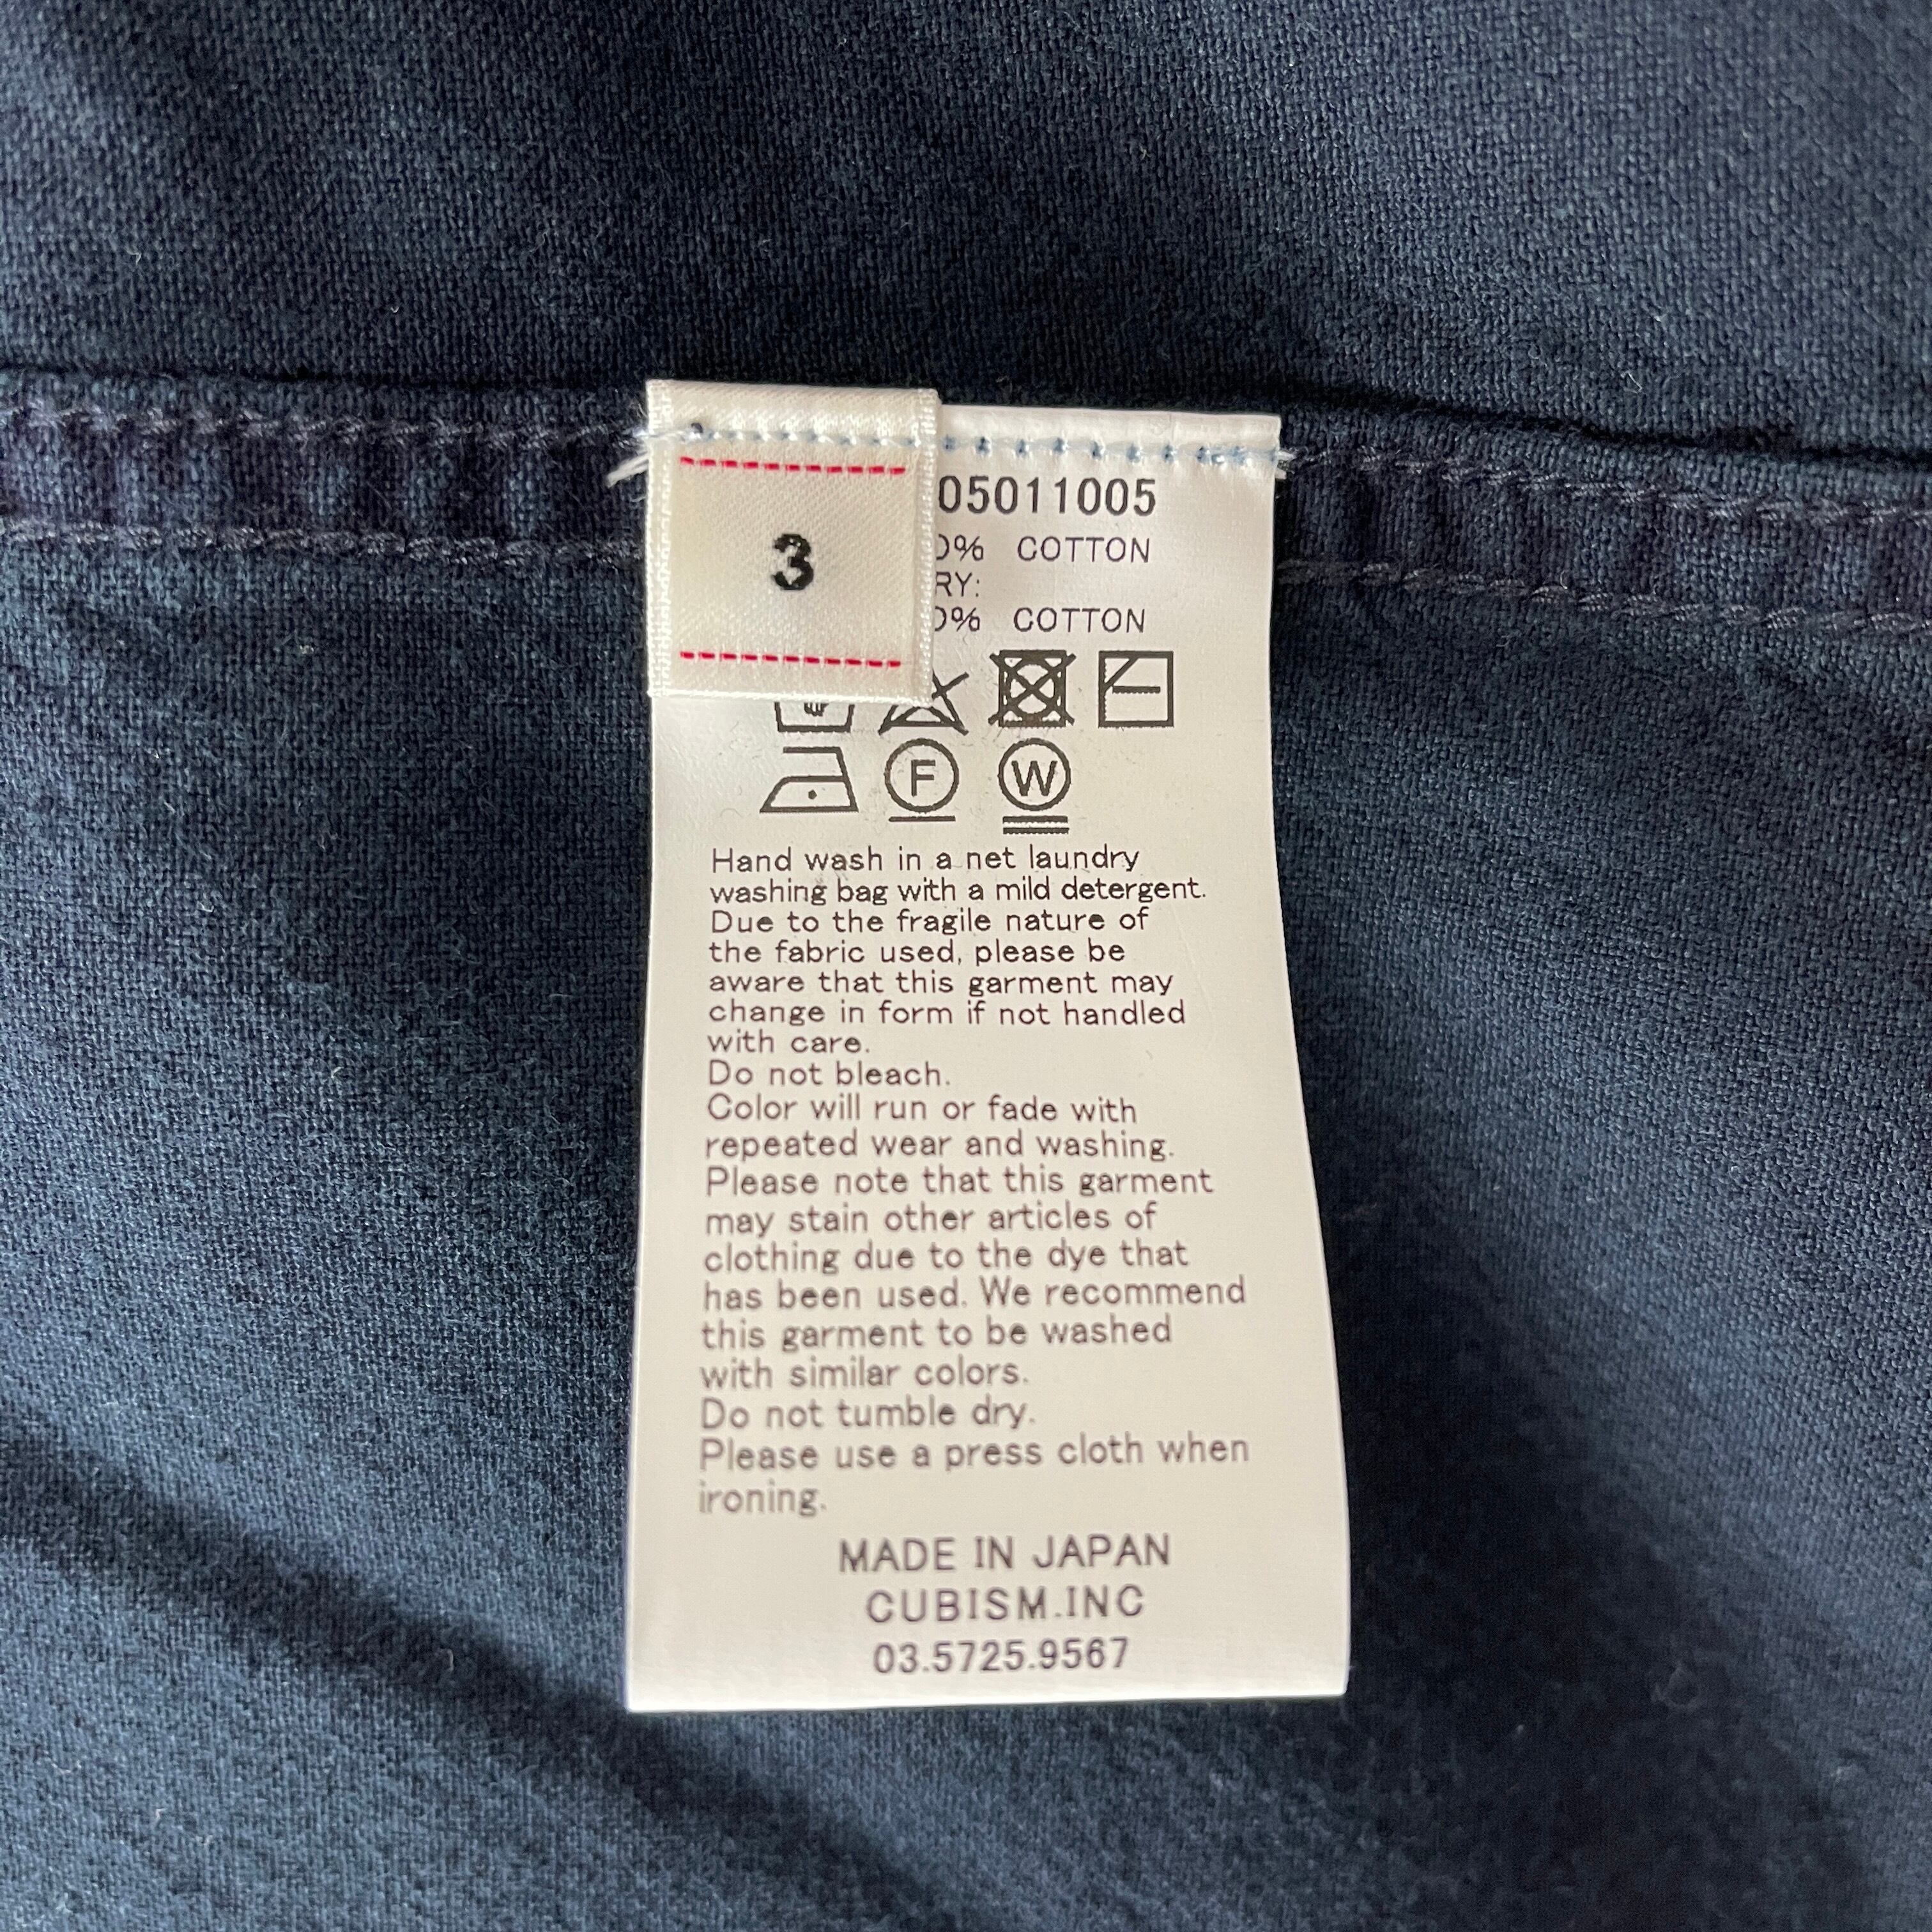 3
05011005
0% COTTON
RY:
0% COTTON
F
W
Hand wash in a net laundry
washing bag with a mild detergent.
Due to the fragile nature of
the fabric used, please be
aware that this garment may
change in form if not handled
with care.
Do not bleach.
Color will run or fade with
repeated wear and washing.
Please note that this garment
may stain other articles of
clothing due to the dye that
has been used. We recommend
this garment to be washed
with similar colors.
Do not tumble dry.
Please use a press cloth when
ironing.
MADE IN JAPAN
CUBISM.INC
03.5725.9567